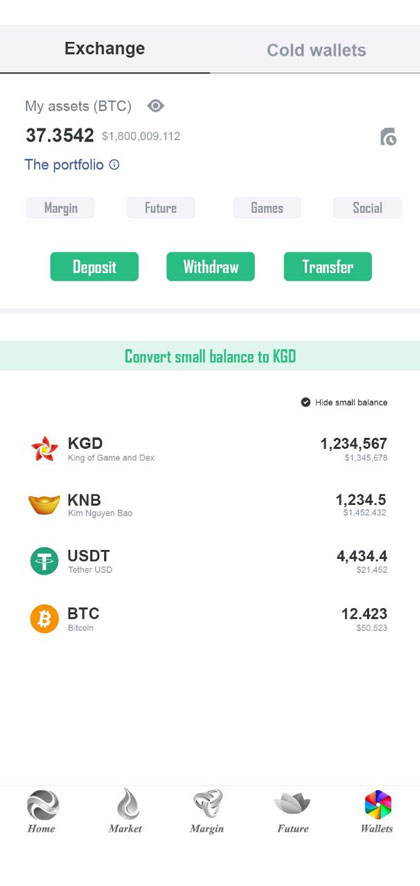 Exchange Cold wallets
My assets (BTC)
37.3542 $1,800,009.112
The portfolio
Margin Future Games Social
Deposit Withdraw Transfer
Convert small balance to KGD
Hide small balance
KGD 1,234,567
King of Game and Dex $1,345,678
KNB 1,234.5
Kim Nguyen Bao $1,452,432
USDT 4,434.4
Tether USD $21,452
BTC 12.423
Bitcoin $50.523
Home Market Margin Future Wallets